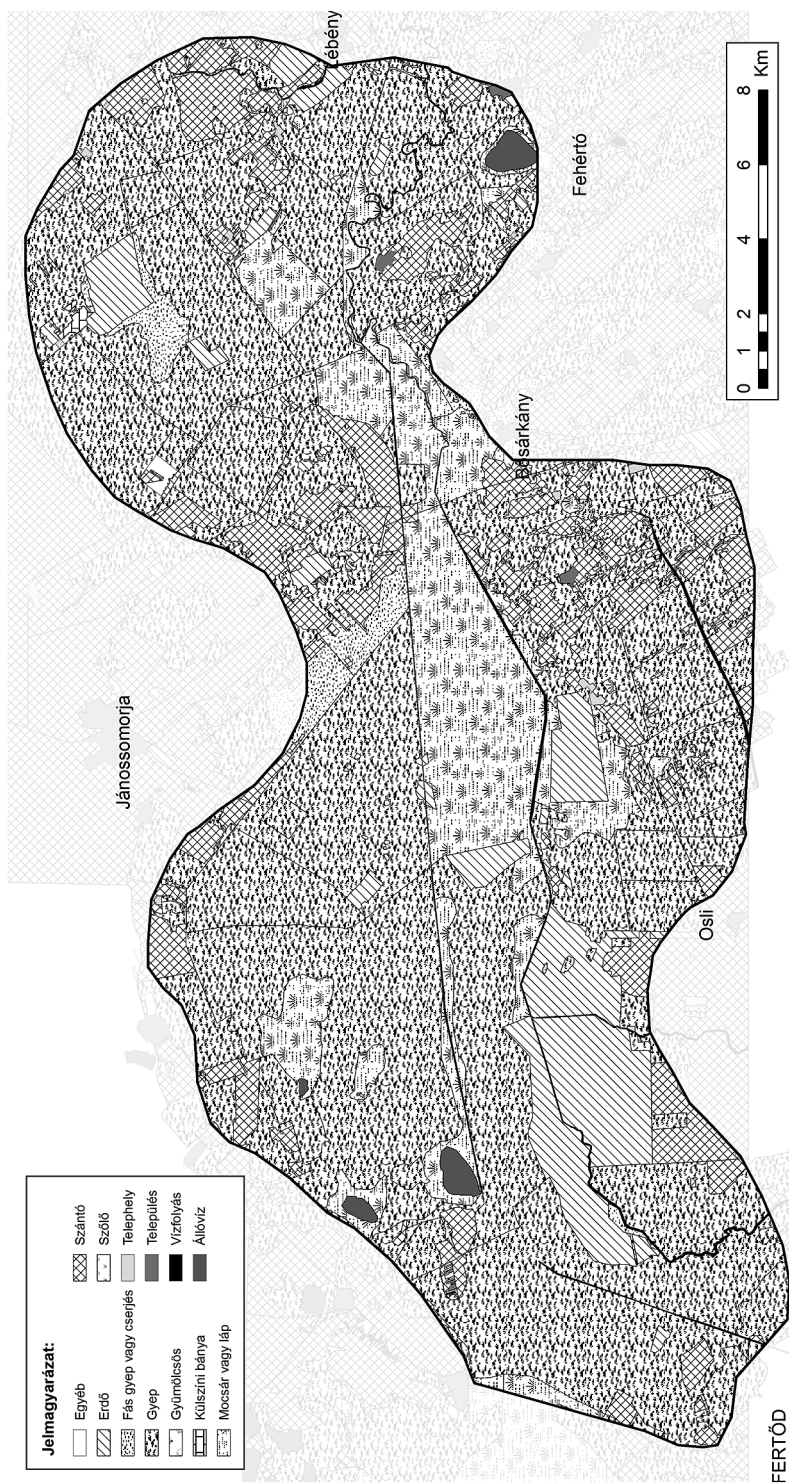 Jelmagyarázat:
Egyéb
Erdő
Fás gyep vagy cserjés
Gyep
Gyümölcsös
Külszíni bánya
Mocsár vagy láp
Szántó
Szőlő
Telephely
Település
Vízfolyás
Állóvíz
Jánossomorja
Lébény
Fehértó
Bősárkány
Osli
FERTŐD
0 1 2 4 6 8
Km